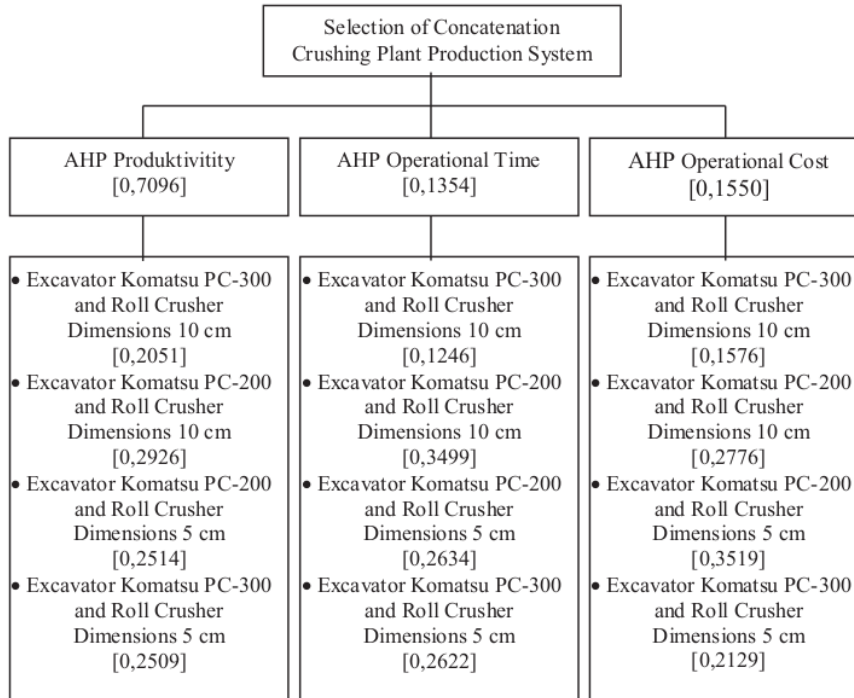 Selection of Concatenation
Crushing Plant Production System
AHP Produktivitity
[0,7096]
AHP Operational Time
[0,1354]
AHP Operational Cost
[0,1550]
• Excavator Komatsu PC-300
and Roll Crusher
Dimensions 10 cm
[0,2051]
• Excavator Komatsu PC-200
and Roll Crusher
Dimensions 10 cm
[0,2926]
• Excavator Komatsu PC-200
and Roll Crusher
Dimensions 5 cm
[0,2514]
• Excavator Komatsu PC-300
and Roll Crusher
Dimensions 5 cm
[0,2509]
• Excavator Komatsu PC-300
and Roll Crusher
Dimensions 10 cm
[0,1246]
• Excavator Komatsu PC-200
and Roll Crusher
Dimensions 10 cm
[0,3499]
• Excavator Komatsu PC-200
and Roll Crusher
Dimensions 5 cm
[0,2634]
• Excavator Komatsu PC-300
and Roll Crusher
Dimensions 5 cm
[0,2622]
• Excavator Komatsu PC-300
and Roll Crusher
Dimensions 10 cm
[0,1576]
• Excavator Komatsu PC-200
and Roll Crusher
Dimensions 10 cm
[0,2776]
• Excavator Komatsu PC-200
and Roll Crusher
Dimensions 5 cm
[0,3519]
• Excavator Komatsu PC-300
and Roll Crusher
Dimensions 5 cm
[0,2129]